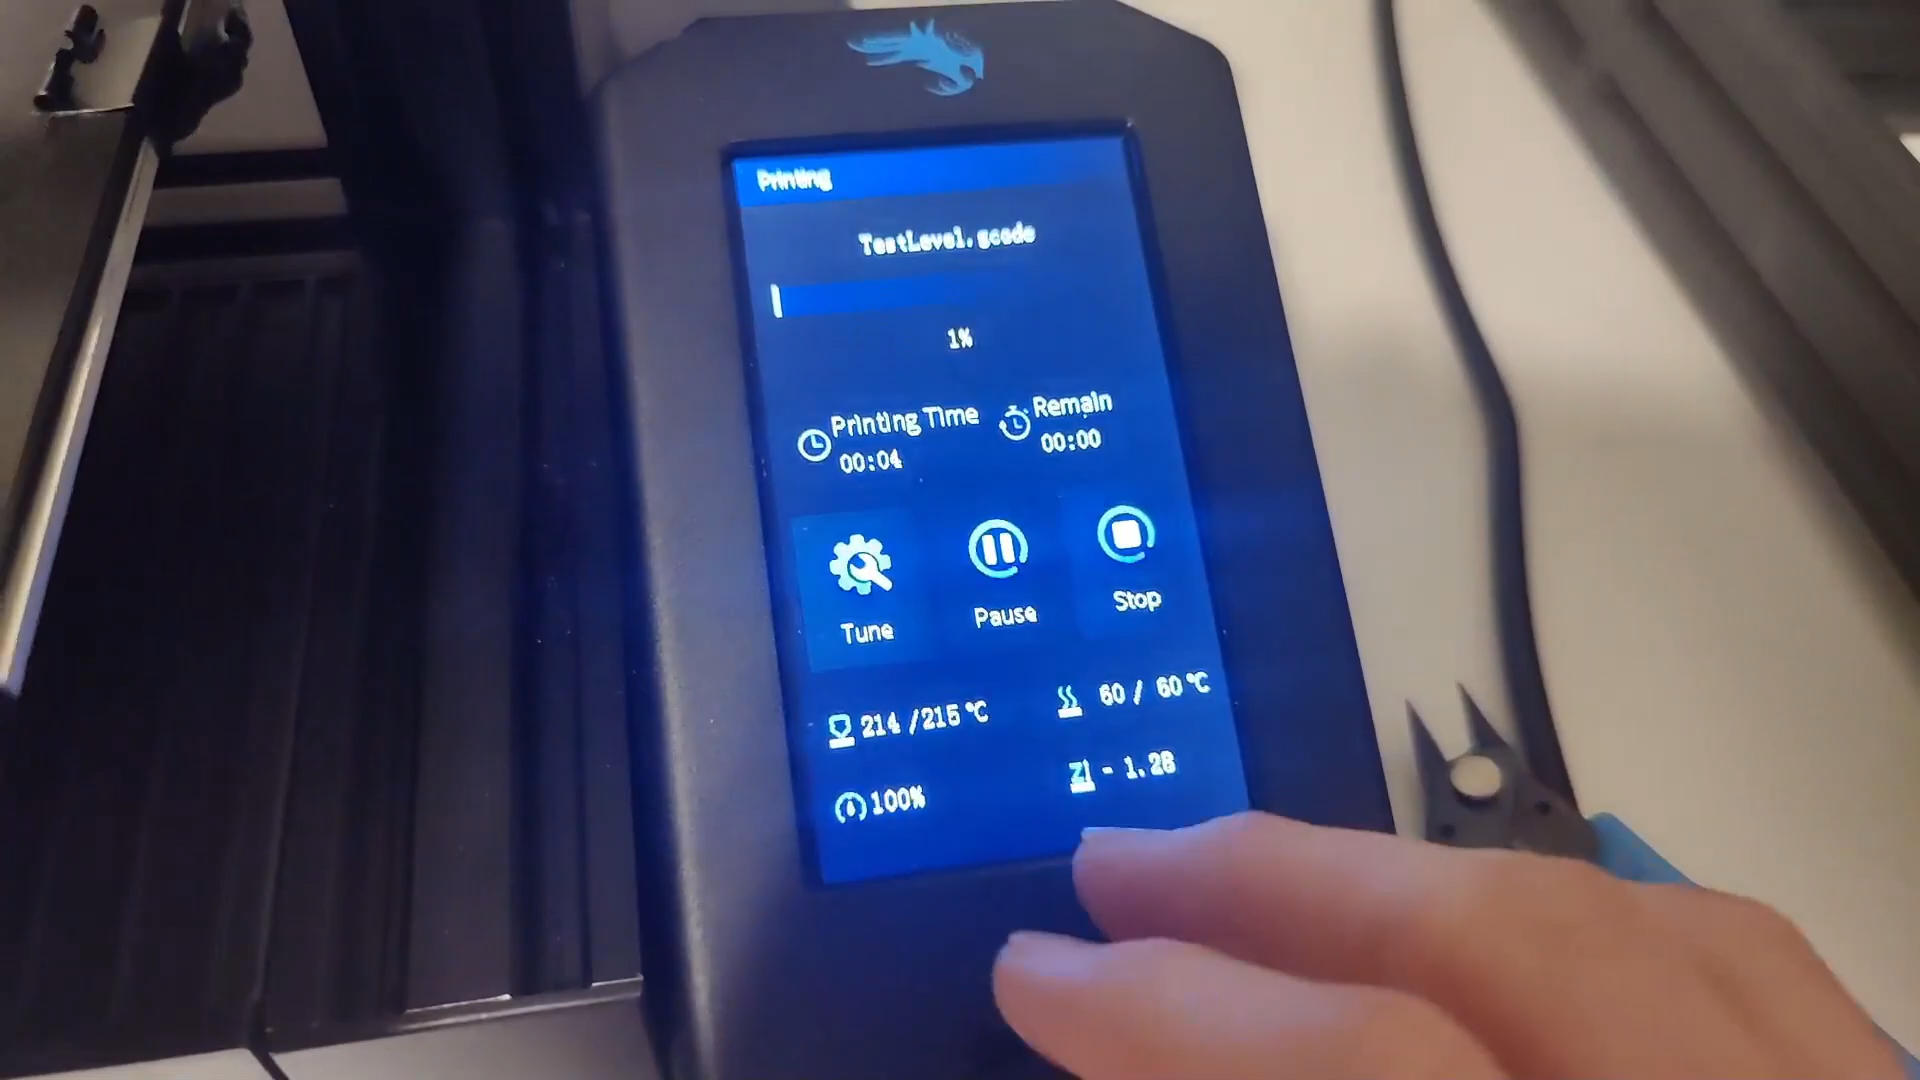 Printing
TestLevel.gcode
1%
Printing Time
00:04
Remain
00:00
Tune
Pause
Stop
214 /215℃
60 / 60℃
100%
Z - 1.28